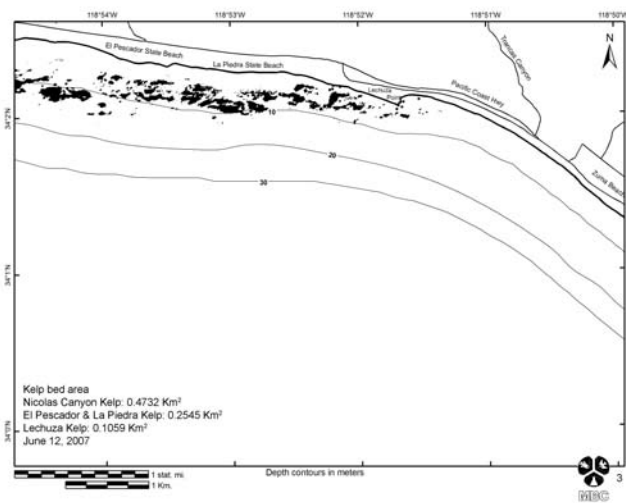 118°54'W 118°53'W 118°52'W 118°51'W 118°50'W
El Pescador State Beach
La Piedra State Beach
Trancas Canyon
N
Lechuza
Point
Pacific Coast Hwy
Zuma Beach
34°2'N
10
20
30
34°1'N
34°0'N
Kelp bed area
Nicolas Canyon Kelp: 0.4732 Km²
El Pescador & La Piedra Kelp: 0.2545 Km²
Lechuza Kelp: 0.1059 Km²
June 12, 2007
1 stat. mi.
1 Km.
Depth contours in meters
MBC
3